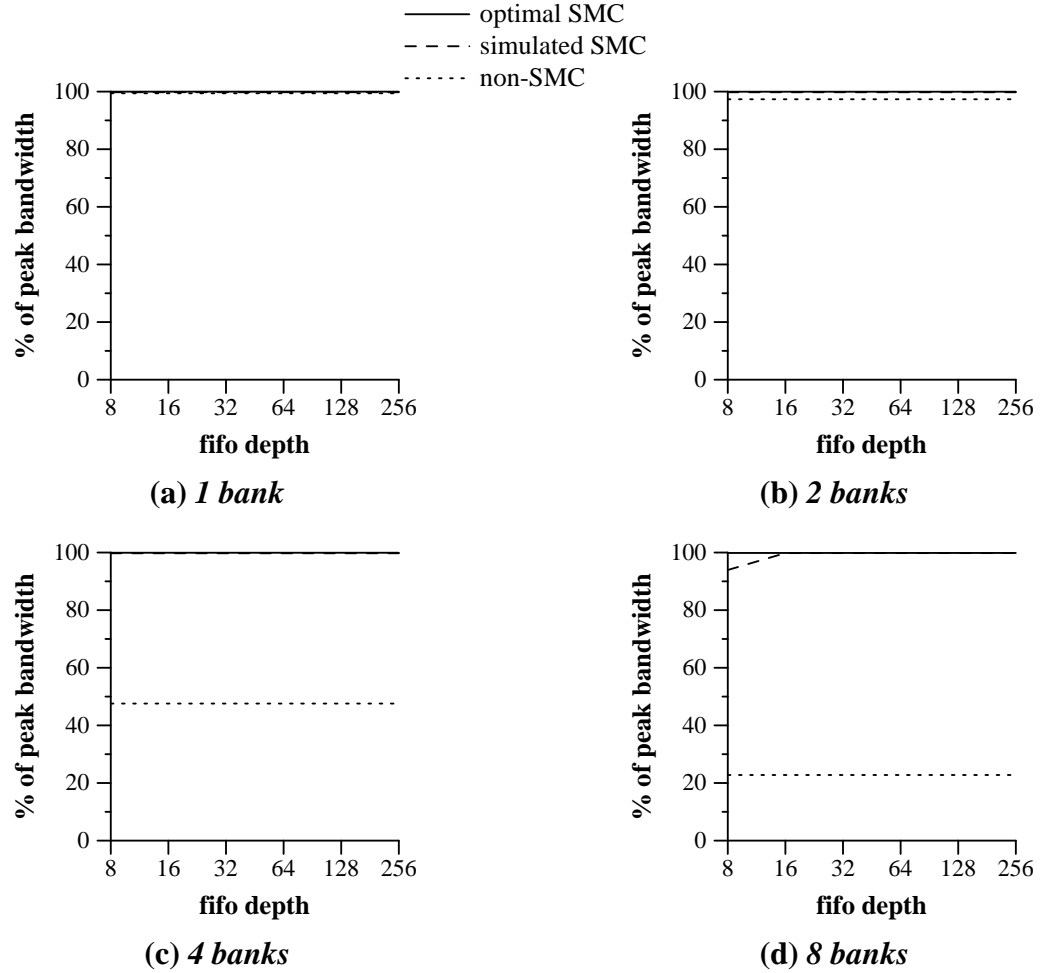 optimal SMC
simulated SMC
non-SMC
% of peak bandwidth
100
80
60
40
20
0
8 16 32 64 128 256
fifo depth
(a) 1 bank
% of peak bandwidth
100
80
60
40
20
0
8 16 32 64 128 256
fifo depth
(b) 2 banks
% of peak bandwidth
100
80
60
40
20
0
8 16 32 64 128 256
fifo depth
(c) 4 banks
% of peak bandwidth
100
80
60
40
20
0
8 16 32 64 128 256
fifo depth
(d) 8 banks